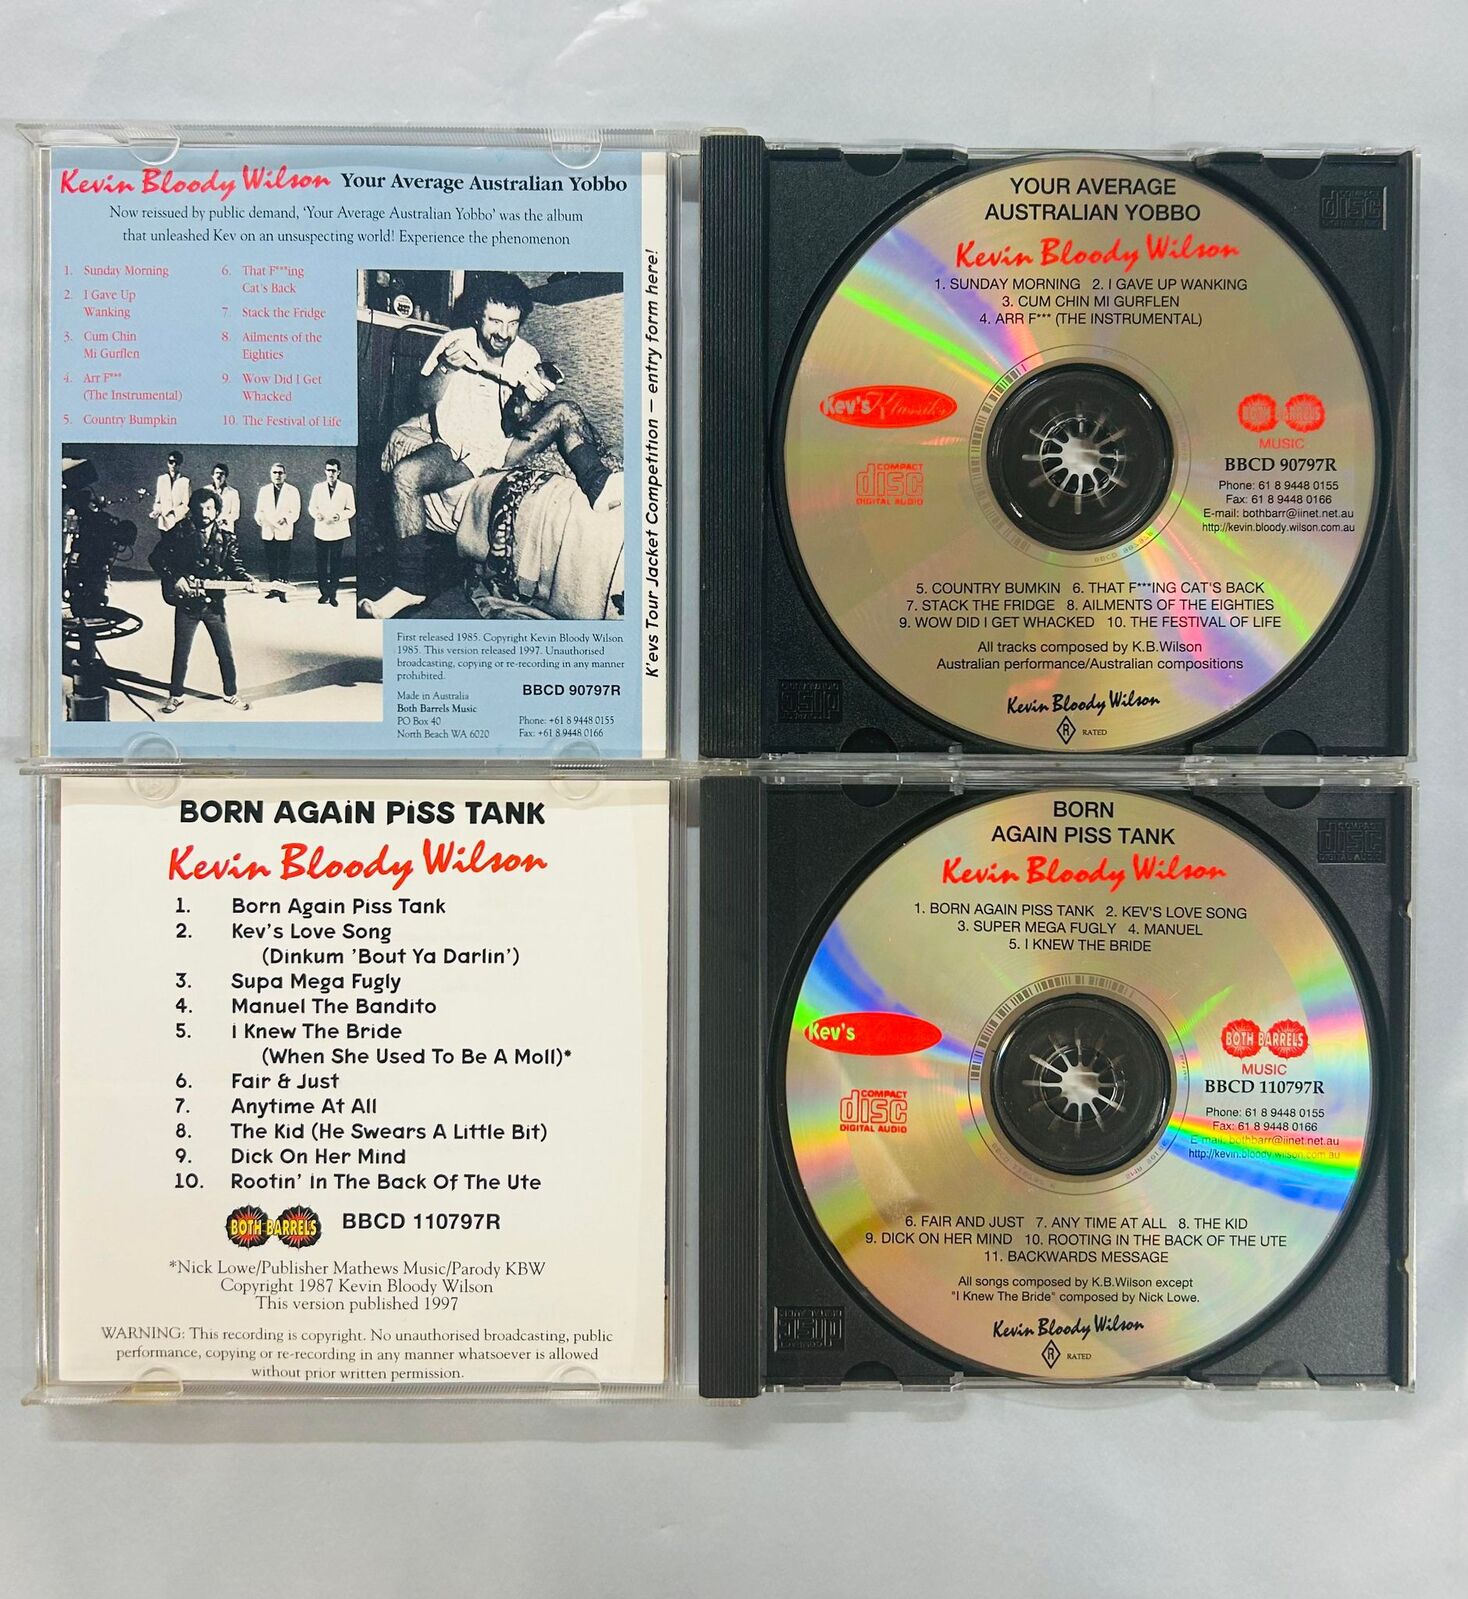 Kevin Bloody Wilson Your Average Australian Yobbo
Now reissued by public demand, 'Your Average Australian Yobbo' was the album
that unleashed Kev on an unsuspecting world! Experience the phenomenon
1. Sunday Morning
2. I Gave Up
Wanking
3. Cum Chin
Mi Gurflen
4. Arr F***
(The Instrumental)
5. Country Bumpkin
6. That F***ing
Cat's Back
7. Stack the Fridge
8. Ailments of the
Eighties
9. Wow Did I Get
Whacked
10. The Festival of Life
First released 1985. Copyright Kevin Bloody Wilson
1985. This version released 1997. Unauthorised
broadcasting, copying or re-recording in any manner
prohibited.
BBCD 90797R
Made in Australia
Both Barrels Music
PO Box 40
North Beach WA 6020
Phone: +61 8 9448 0155
Fax: +61 8 9448 0166
K'evs Tour Jacket Competition – entry form here!
YOUR AVERAGE
AUSTRALIAN YOBBO
Kevin Bloody Wilson
1. SUNDAY MORNING 2. I GAVE UP WANKING
3. CUM CHIN MI GURFLEN
4. ARR F*** (THE INSTRUMENTAL)
Kev's Klassiks
COMPACT
disc
DIGITAL AUDIO
BOTH BARRELS
MUSIC
BBCD 90797R
Phone: 61 8 9448 0155
Fax: 61 8 9448 0166
E-mail: bothbarr@iinet.net.au
http://kevin.bloody.wilson.com.au
5. COUNTRY BUMKIN 6. THAT F***ING CAT'S BACK
7. STACK THE FRIDGE 8. AILMENTS OF THE EIGHTIES
9. WOW DID I GET WHACKED 10. THE FESTIVAL OF LIFE
All tracks composed by K.B.Wilson
Australian performance/Australian compositions
Kevin Bloody Wilson
R RATED
BORN AGAiN PiSS TANK
Kevin Bloody Wilson
1. Born Again Piss Tank
2. Kev's Love Song
(Dinkum 'Bout Ya Darlin')
3. Supa Mega Fugly
4. Manuel The Bandito
5. I Knew The Bride
(When She Used To Be A Moll)*
6. Fair & Just
7. Anytime At All
8. The Kid (He Swears A Little Bit)
9. Dick On Her Mind
10. Rootin' In The Back Of The Ute
BOTH BARRELS BBCD 110797R
*Nick Lowe/Publisher Mathews Music/Parody KBW
Copyright 1987 Kevin Bloody Wilson
This version published 1997
WARNING: This recording is copyright. No unauthorised broadcasting, public
performance, copying or re-recording in any manner whatsoever is allowed
without prior written permission.
BORN
AGAIN PISS TANK
Kevin Bloody Wilson
1. BORN AGAIN PISS TANK 2. KEV'S LOVE SONG
3. SUPER MEGA FUGLY 4. MANUEL
5. I KNEW THE BRIDE
Kev's
COMPACT
disc
DIGITAL AUDIO
BOTH BARRELS
MUSIC
BBCD 110797R
Phone: 61 8 9448 0155
Fax: 61 8 9448 0166
E-mail: bothbarr@iinet.net.au
http://kevin.bloody.wilson.com.au
6. FAIR AND JUST 7. ANY TIME AT ALL 8. THE KID
9. DICK ON HER MIND 10. ROOTING IN THE BACK OF THE UTE
11. BACKWARDS MESSAGE
All songs composed by K.B.Wilson except
"I Knew The Bride" composed by Nick Lowe.
Kevin Bloody Wilson
R RATED